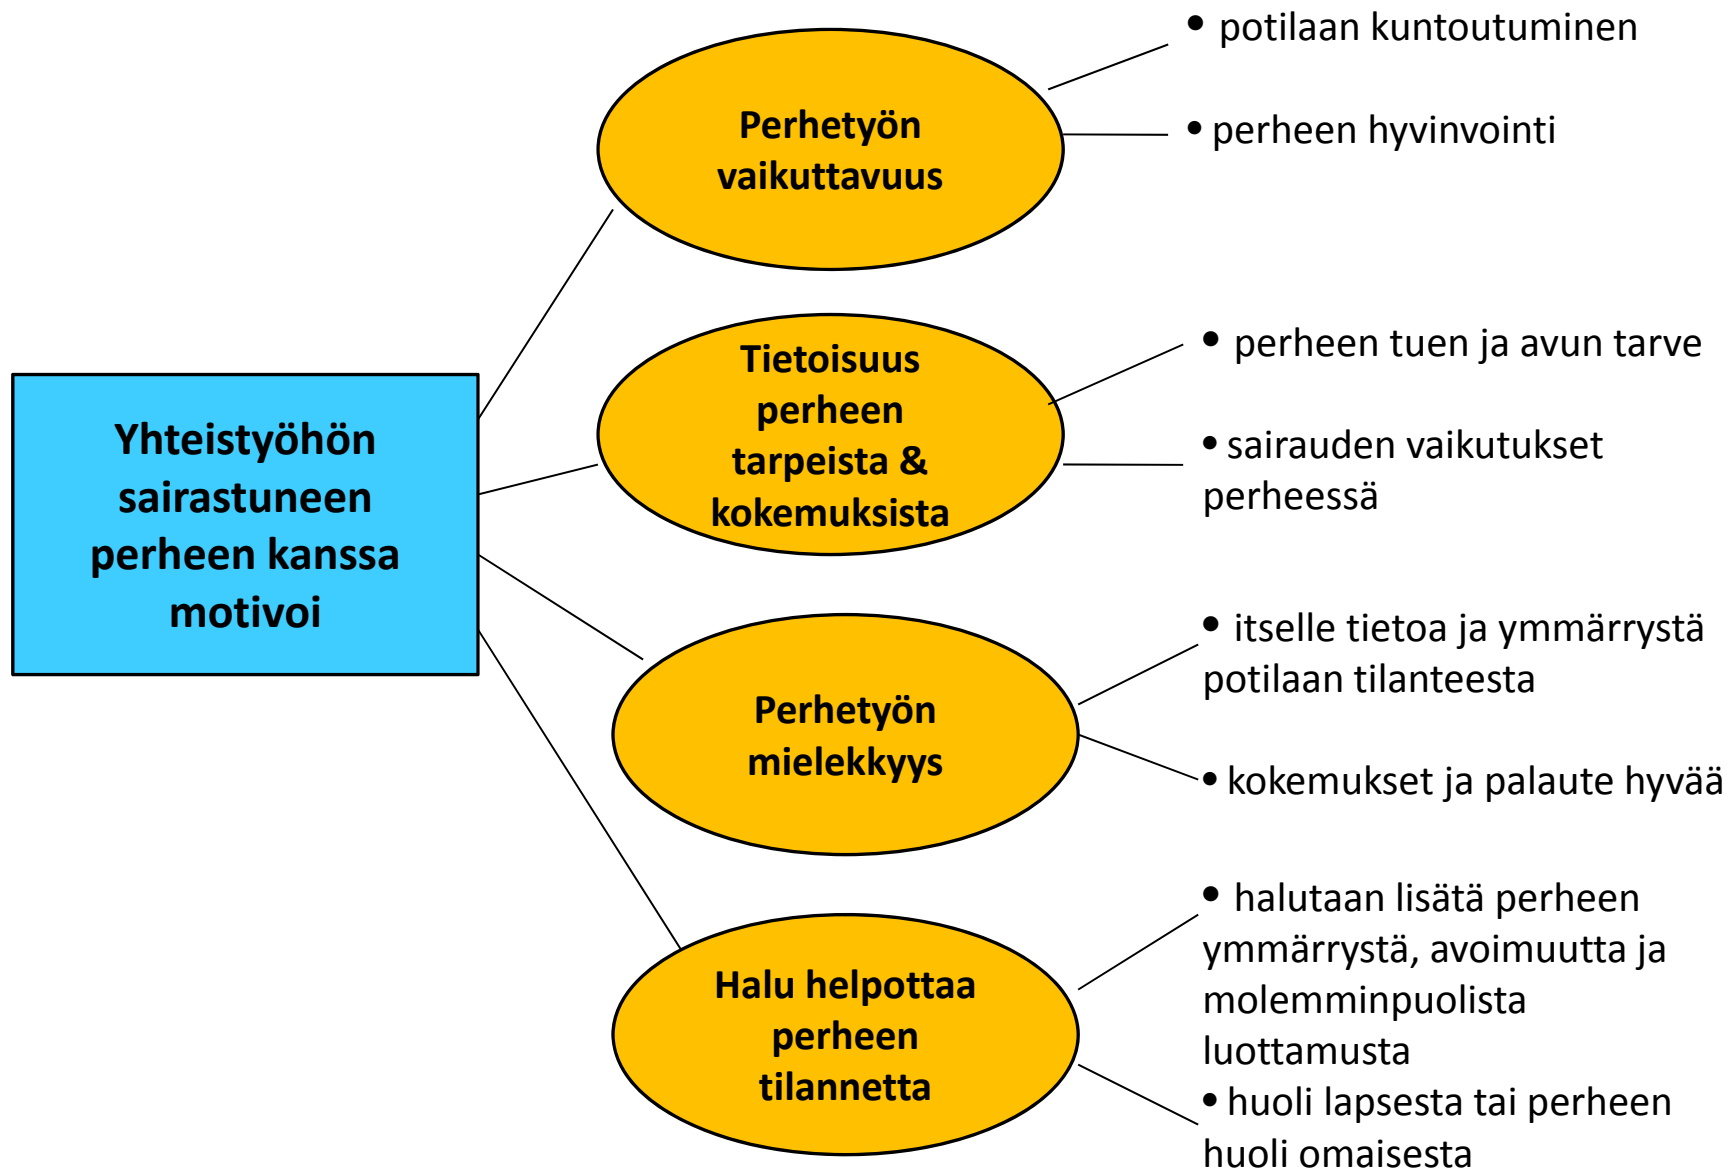 Yhteistyöhön
sairastuneen
perheen kanssa
motivoi
Perhetyön
vaikuttavuus
• potilaan kuntoutuminen
• perheen hyvinvointi
Tietoisuus
perheen
tarpeista &
kokemuksista
• perheen tuen ja avun tarve
• sairauden vaikutukset
perheessä
Perhetyön
mielekkyys
• itselle tietoa ja ymmärrystä
potilaan tilanteesta
• kokemukset ja palaute hyvää
Halu helpottaa
perheen
tilannetta
• halutaan lisätä perheen
ymmärrystä, avoimuutta ja
molemminpuolista
luottamusta
• huoli lapsesta tai perheen
huoli omaisesta